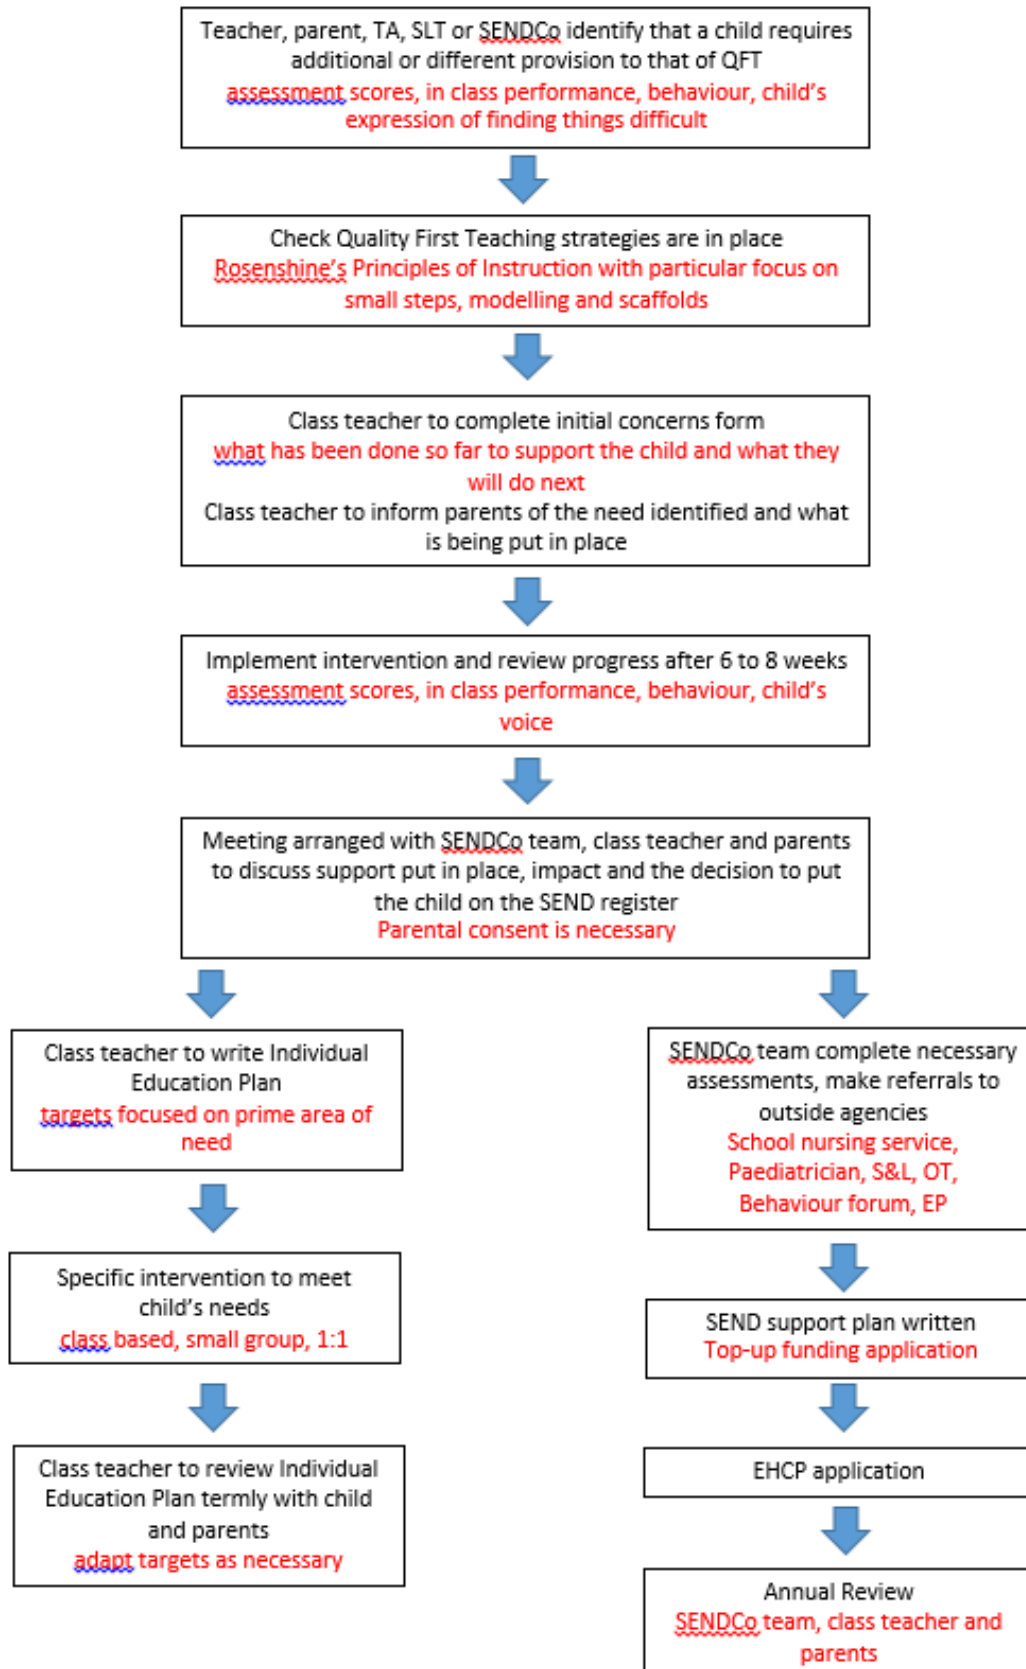 Teacher, parent, TA, SLT or SENDCo identify that a child requires
additional or different provision to that of QFT
assessment scores, in class performance, behaviour, child's
expression of finding things difficult
Check Quality First Teaching strategies are in place
Rosenshine's Principles of Instruction with particular focus on
small steps, modelling and scaffolds
Class teacher to complete initial concerns form
what has been done so far to support the child and what they
will do next
Class teacher to inform parents of the need identified and what
is being put in place
Implement intervention and review progress after 6 to 8 weeks
assessment scores, in class performance, behaviour, child's
voice
Meeting arranged with SENDCo team, class teacher and parents
to discuss support put in place, impact and the decision to put
the child on the SEND register
Parental consent is necessary
Class teacher to write Individual
Education Plan
targets focused on prime area of
need
Specific intervention to meet
child's needs
class based, small group, 1:1
Class teacher to review Individual
Education Plan termly with child
and parents
adapt targets as necessary
SENDCo team complete necessary
assessments, make referrals to
outside agencies
School nursing service,
Paediatrician, S&L, OT,
Behaviour forum, EP
SEND support plan written
Top-up funding application
EHCP application
Annual Review
SENDCo team, class teacher and
parents